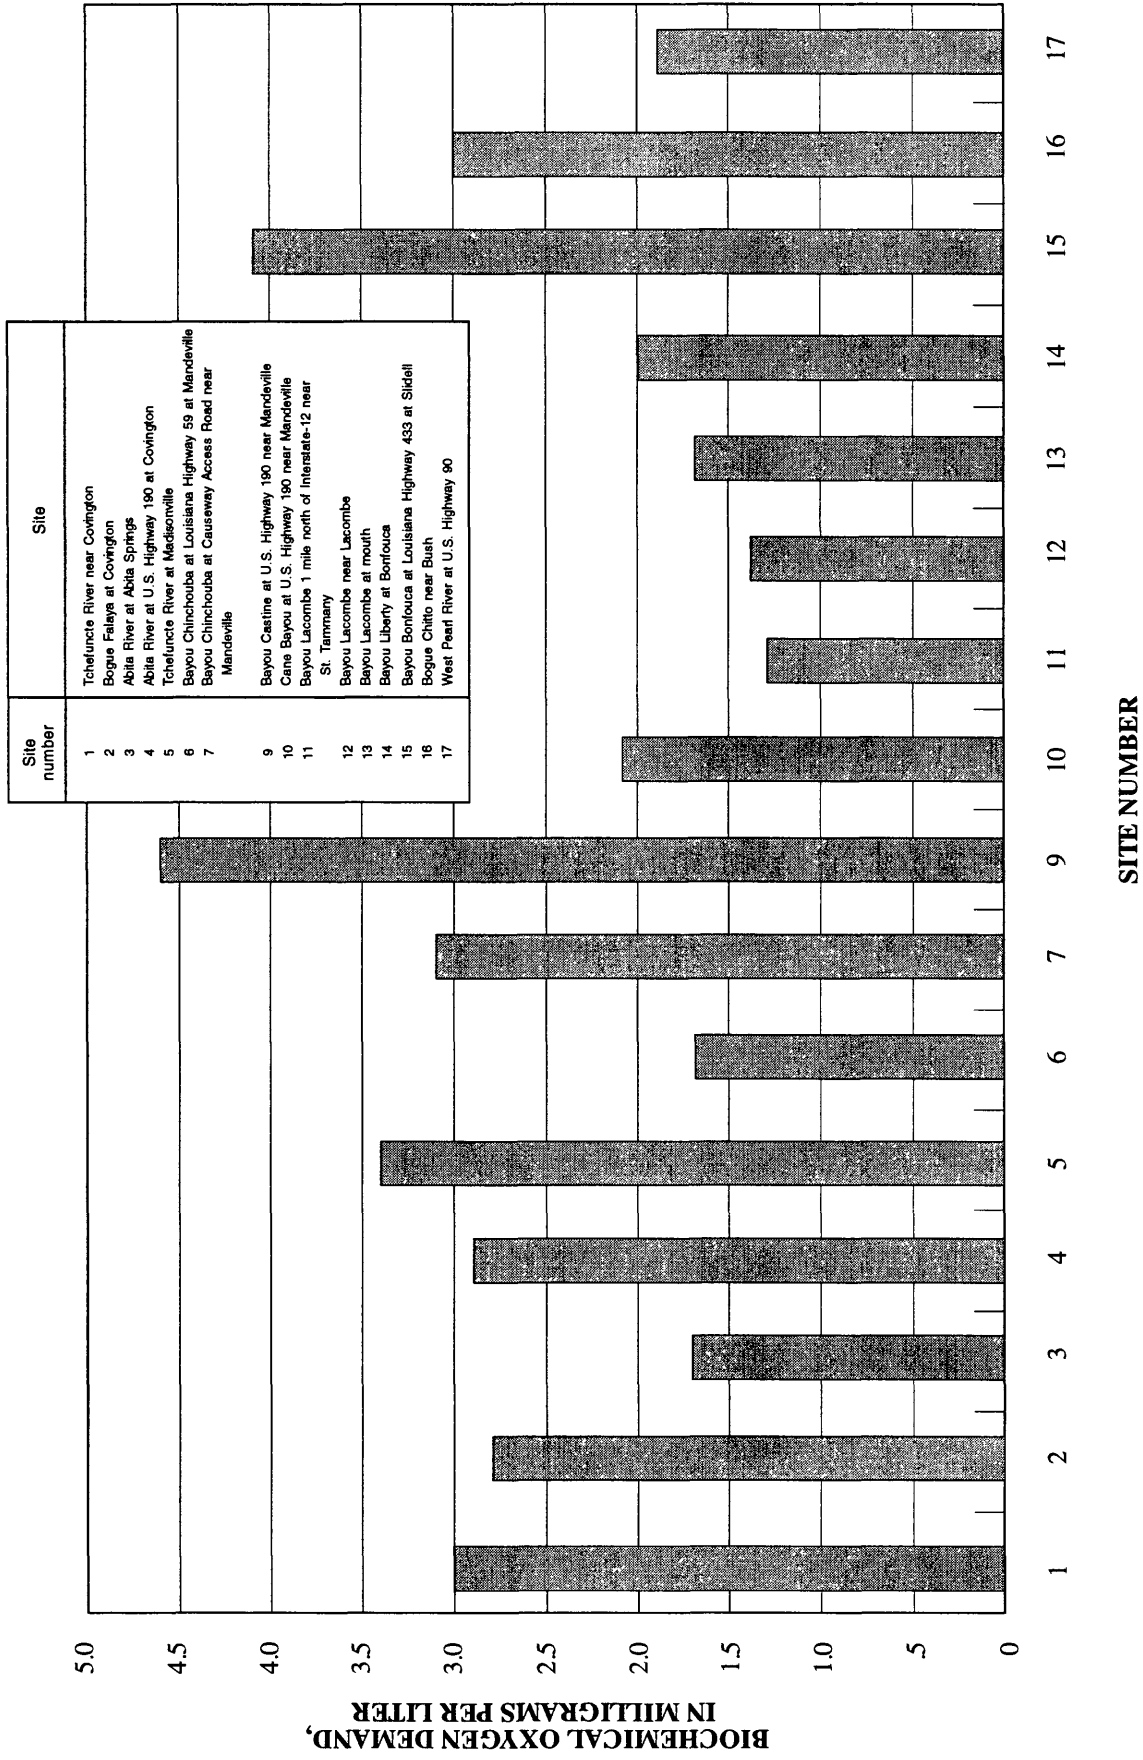 BIOCHEMICAL OXYGEN DEMAND,
IN MILLIGRAMS PER LITER
5.0
4.5
4.0
3.5
3.0
2.5
2.0
1.5
1.0
.5
0
Site number Site
1 Tchefuncte River near Covington
2 Bogue Falaya at Covington
3 Abita River at Abita Springs
4 Abita River at U.S. Highway 190 at Covington
5 Tchefuncte River at Madisonville
6 Bayou Chinchouba at Louisiana Highway 59 at Mandeville
7 Bayou Chinchouba at Causeway Access Road near
Mandeville
9 Bayou Castine at U.S. Highway 190 near Mandeville
10 Cane Bayou at U.S. Highway 190 near Mandeville
11 Bayou Lacombe 1 mile north of Interstate-12 near
St. Tammany
12 Bayou Lacombe near Lacombe
13 Bayou Lacombe at mouth
14 Bayou Liberty at Bonfouca
15 Bayou Bonfouca at Louisiana Highway 433 at Slidell
16 Bogue Chitto near Bush
17 West Pearl River at U.S. Highway 90
1 2 3 4 5 6 7 9 10 11 12 13 14 15 16 17
SITE NUMBER